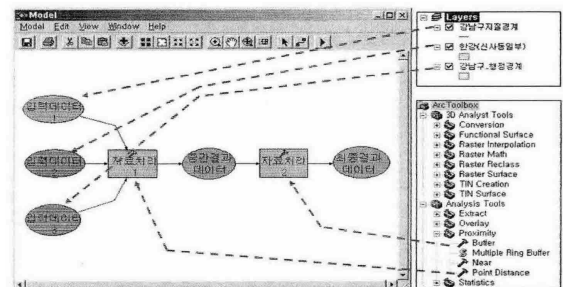 Model
Model Edit View Window Help
입력데이터
1
입력데이터
2
입력데이터
3
자료처리
1
중간결과
데이터
자료처리
2
최종결과
데이터
Layers
강남구지질경계
한강(신사동일부)
강남구_행정경계
ArcToolbox
3D Analyst Tools
Conversion
Functional Surface
Raster Interpolation
Raster Math
Raster Reclass
Raster Surface
TIN Creation
TIN Surface
Analysis Tools
Extract
Overlay
Proximity
Buffer
Multiple Ring Buffer
Near
Point Distance
Statistics